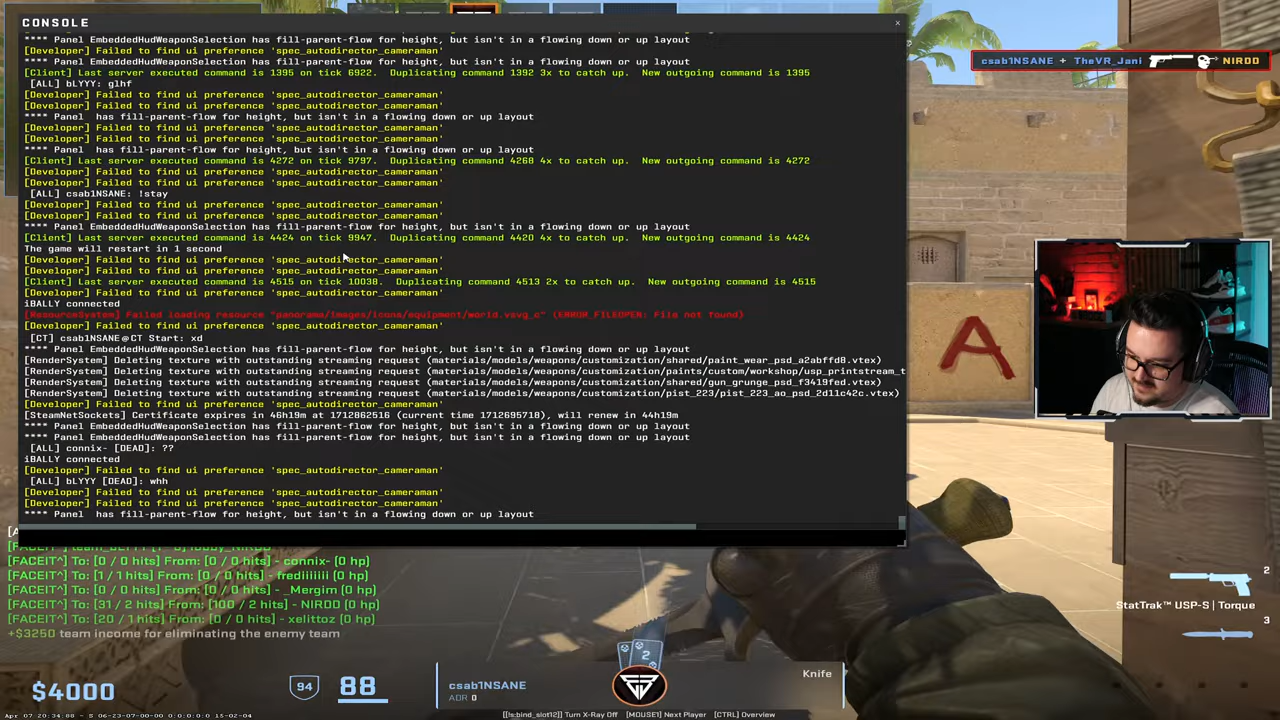 CONSOLE
**** Panel EmbeddedHudWeaponSelection has fill-parent-flow for height, but isn't in a flowing down or up layout
[Developer] Failed to find ui preference 'spec_autodirector_cameraman'
**** Panel EmbeddedHudWeaponSelection has fill-parent-flow for height, but isn't in a flowing down or up layout
[Client] Last server executed command is 1395 on tick 6922.  Duplicating command 1392 3x to catch up.  New outgoing command is 1395
[ALL] bLYYY: glhf
[Developer] Failed to find ui preference 'spec_autodirector_cameraman'
[Developer] Failed to find ui preference 'spec_autodirector_cameraman'
**** Panel  has fill-parent-flow for height, but isn't in a flowing down or up layout
[Developer] Failed to find ui preference 'spec_autodirector_cameraman'
[Developer] Failed to find ui preference 'spec_autodirector_cameraman'
**** Panel  has fill-parent-flow for height, but isn't in a flowing down or up layout
[Client] Last server executed command is 4272 on tick 9797.  Duplicating command 4268 4x to catch up.  New outgoing command is 4272
[Developer] Failed to find ui preference 'spec_autodirector_cameraman'
[Developer] Failed to find ui preference 'spec_autodirector_cameraman'
[ALL] csab1NSANE: !stay
[Developer] Failed to find ui preference 'spec_autodirector_cameraman'
[Developer] Failed to find ui preference 'spec_autodirector_cameraman'
**** Panel EmbeddedHudWeaponSelection has fill-parent-flow for height, but isn't in a flowing down or up layout
[Client] Last server executed command is 4424 on tick 9947.  Duplicating command 4420 4x to catch up.  New outgoing command is 4424
The game will restart in 1 second
[Developer] Failed to find ui preference 'spec_autodirector_cameraman'
[Developer] Failed to find ui preference 'spec_autodirector_cameraman'
[Client] Last server executed command is 4515 on tick 10038.  Duplicating command 4513 2x to catch up.  New outgoing command is 4515
[Developer] Failed to find ui preference 'spec_autodirector_cameraman'
iBALLY connected
[ResourceSystem] Failed loading resource "panorama/images/icons/equipment/world.vsvg_c" (ERROR_FILEOPEN: File not found)
[Developer] Failed to find ui preference 'spec_autodirector_cameraman'
[CT] csab1NSANE@CT Start: xd
**** Panel EmbeddedHudWeaponSelection has fill-parent-flow for height, but isn't in a flowing down or up layout
[RenderSystem] Deleting texture with outstanding streaming request (materials/models/weapons/customization/shared/paint_wear_psd_a2abffd8.vtex)
[RenderSystem] Deleting texture with outstanding streaming request (materials/models/weapons/customization/paints/custom/workshop/usp_printstream_t
[RenderSystem] Deleting texture with outstanding streaming request (materials/models/weapons/customization/shared/gun_grunge_psd_f3419fed.vtex)
[RenderSystem] Deleting texture with outstanding streaming request (materials/models/weapons/customization/pist_223/pist_223_ao_psd_2d11c42c.vtex)
[Developer] Failed to find ui preference 'spec_autodirector_cameraman'
[SteamNetSockets] Certificate expires in 46h19m at 1712862518 (current time 1712695718), will renew in 44h19m
**** Panel EmbeddedHudWeaponSelection has fill-parent-flow for height, but isn't in a flowing down or up layout
**** Panel EmbeddedHudWeaponSelection has fill-parent-flow for height, but isn't in a flowing down or up layout
[ALL] connix- [DEAD]: ??
iBALLY connected
[Developer] Failed to find ui preference 'spec_autodirector_cameraman'
[ALL] bLYYY [DEAD]: whh
[Developer] Failed to find ui preference 'spec_autodirector_cameraman'
[Developer] Failed to find ui preference 'spec_autodirector_cameraman'
**** Panel  has fill-parent-flow for height, but isn't in a flowing down or up layout
csab1NSANE + TheVR_Jani NIRDO
A
[FACEIT^] To: [0 / 0 hits] From: [0 / 0 hits] - connix- (0 hp)
[FACEIT^] To: [1 / 1 hits] From: [0 / 0 hits] - frediiiiiii (0 hp)
[FACEIT^] To: [0 / 0 hits] From: [0 / 0 hits] - _Mergim (0 hp)
[FACEIT^] To: [31 / 2 hits] From: [100 / 2 hits] - NIRDO (0 hp)
[FACEIT^] To: [20 / 1 hits] From: [0 / 0 hits] - xelittoz (0 hp)
+$3250 team income for eliminating the enemy team
2
StatTrak™ USP-S | Torque
3
Knife
$4000
94
88
csab1NSANE
ADR 0
2
[[!s:bind_slot12]] Turn X-Ray Off  [MOUSE1] Next Player  [CTRL] Overview